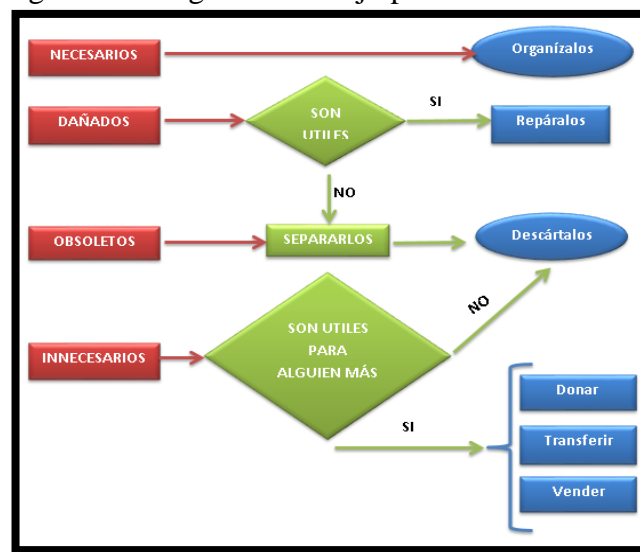 NECESARIOS
Organízalos
DAÑADOS
SON
UTILES
SI
Repáralos
NO
OBSOLETOS
SEPARARLOS
Descártalos
NO
INNECESARIOS
SON UTILES
PARA
ALGUIEN MÁS
SI
Donar
Transferir
Vender